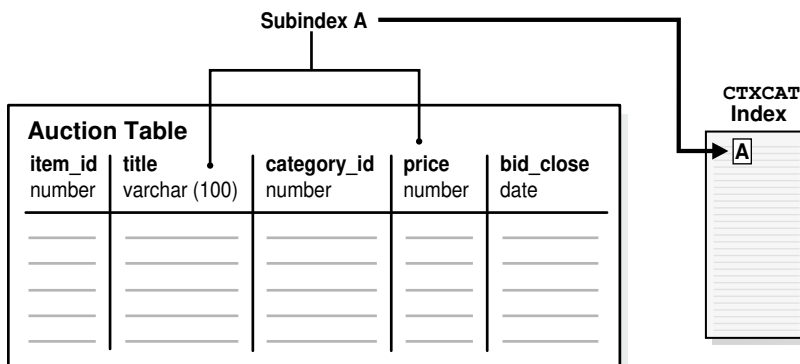 Subindex A
CTXCAT
Index
A
Auction Table
item_id title category_id price bid_close
number varchar (100) number number date